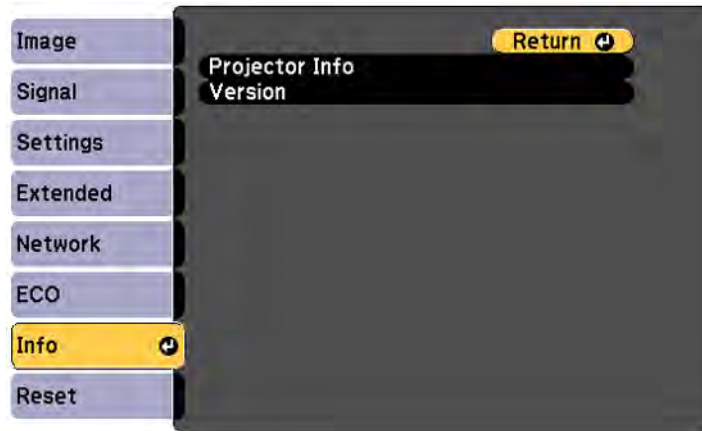 Image
Signal
Settings
Extended
Network
ECO
Info
Reset
Return
Projector Info
Version